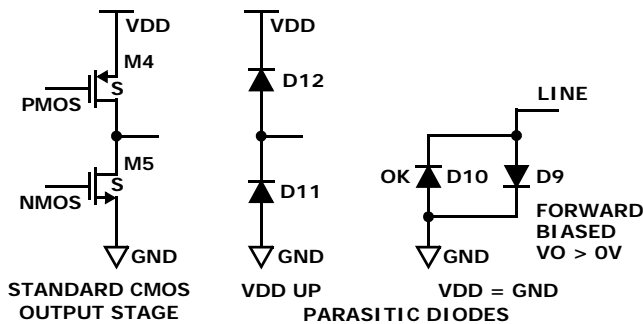 VDD
M4
S
PMOS
M5
S
NMOS
GND
STANDARD CMOS
OUTPUT STAGE
VDD
D12
D11
GND
VDD UP
LINE
OK
D10
D9
FORWARD
BIASED
VO > 0V
GND
VDD = GND
PARASITIC DIODES